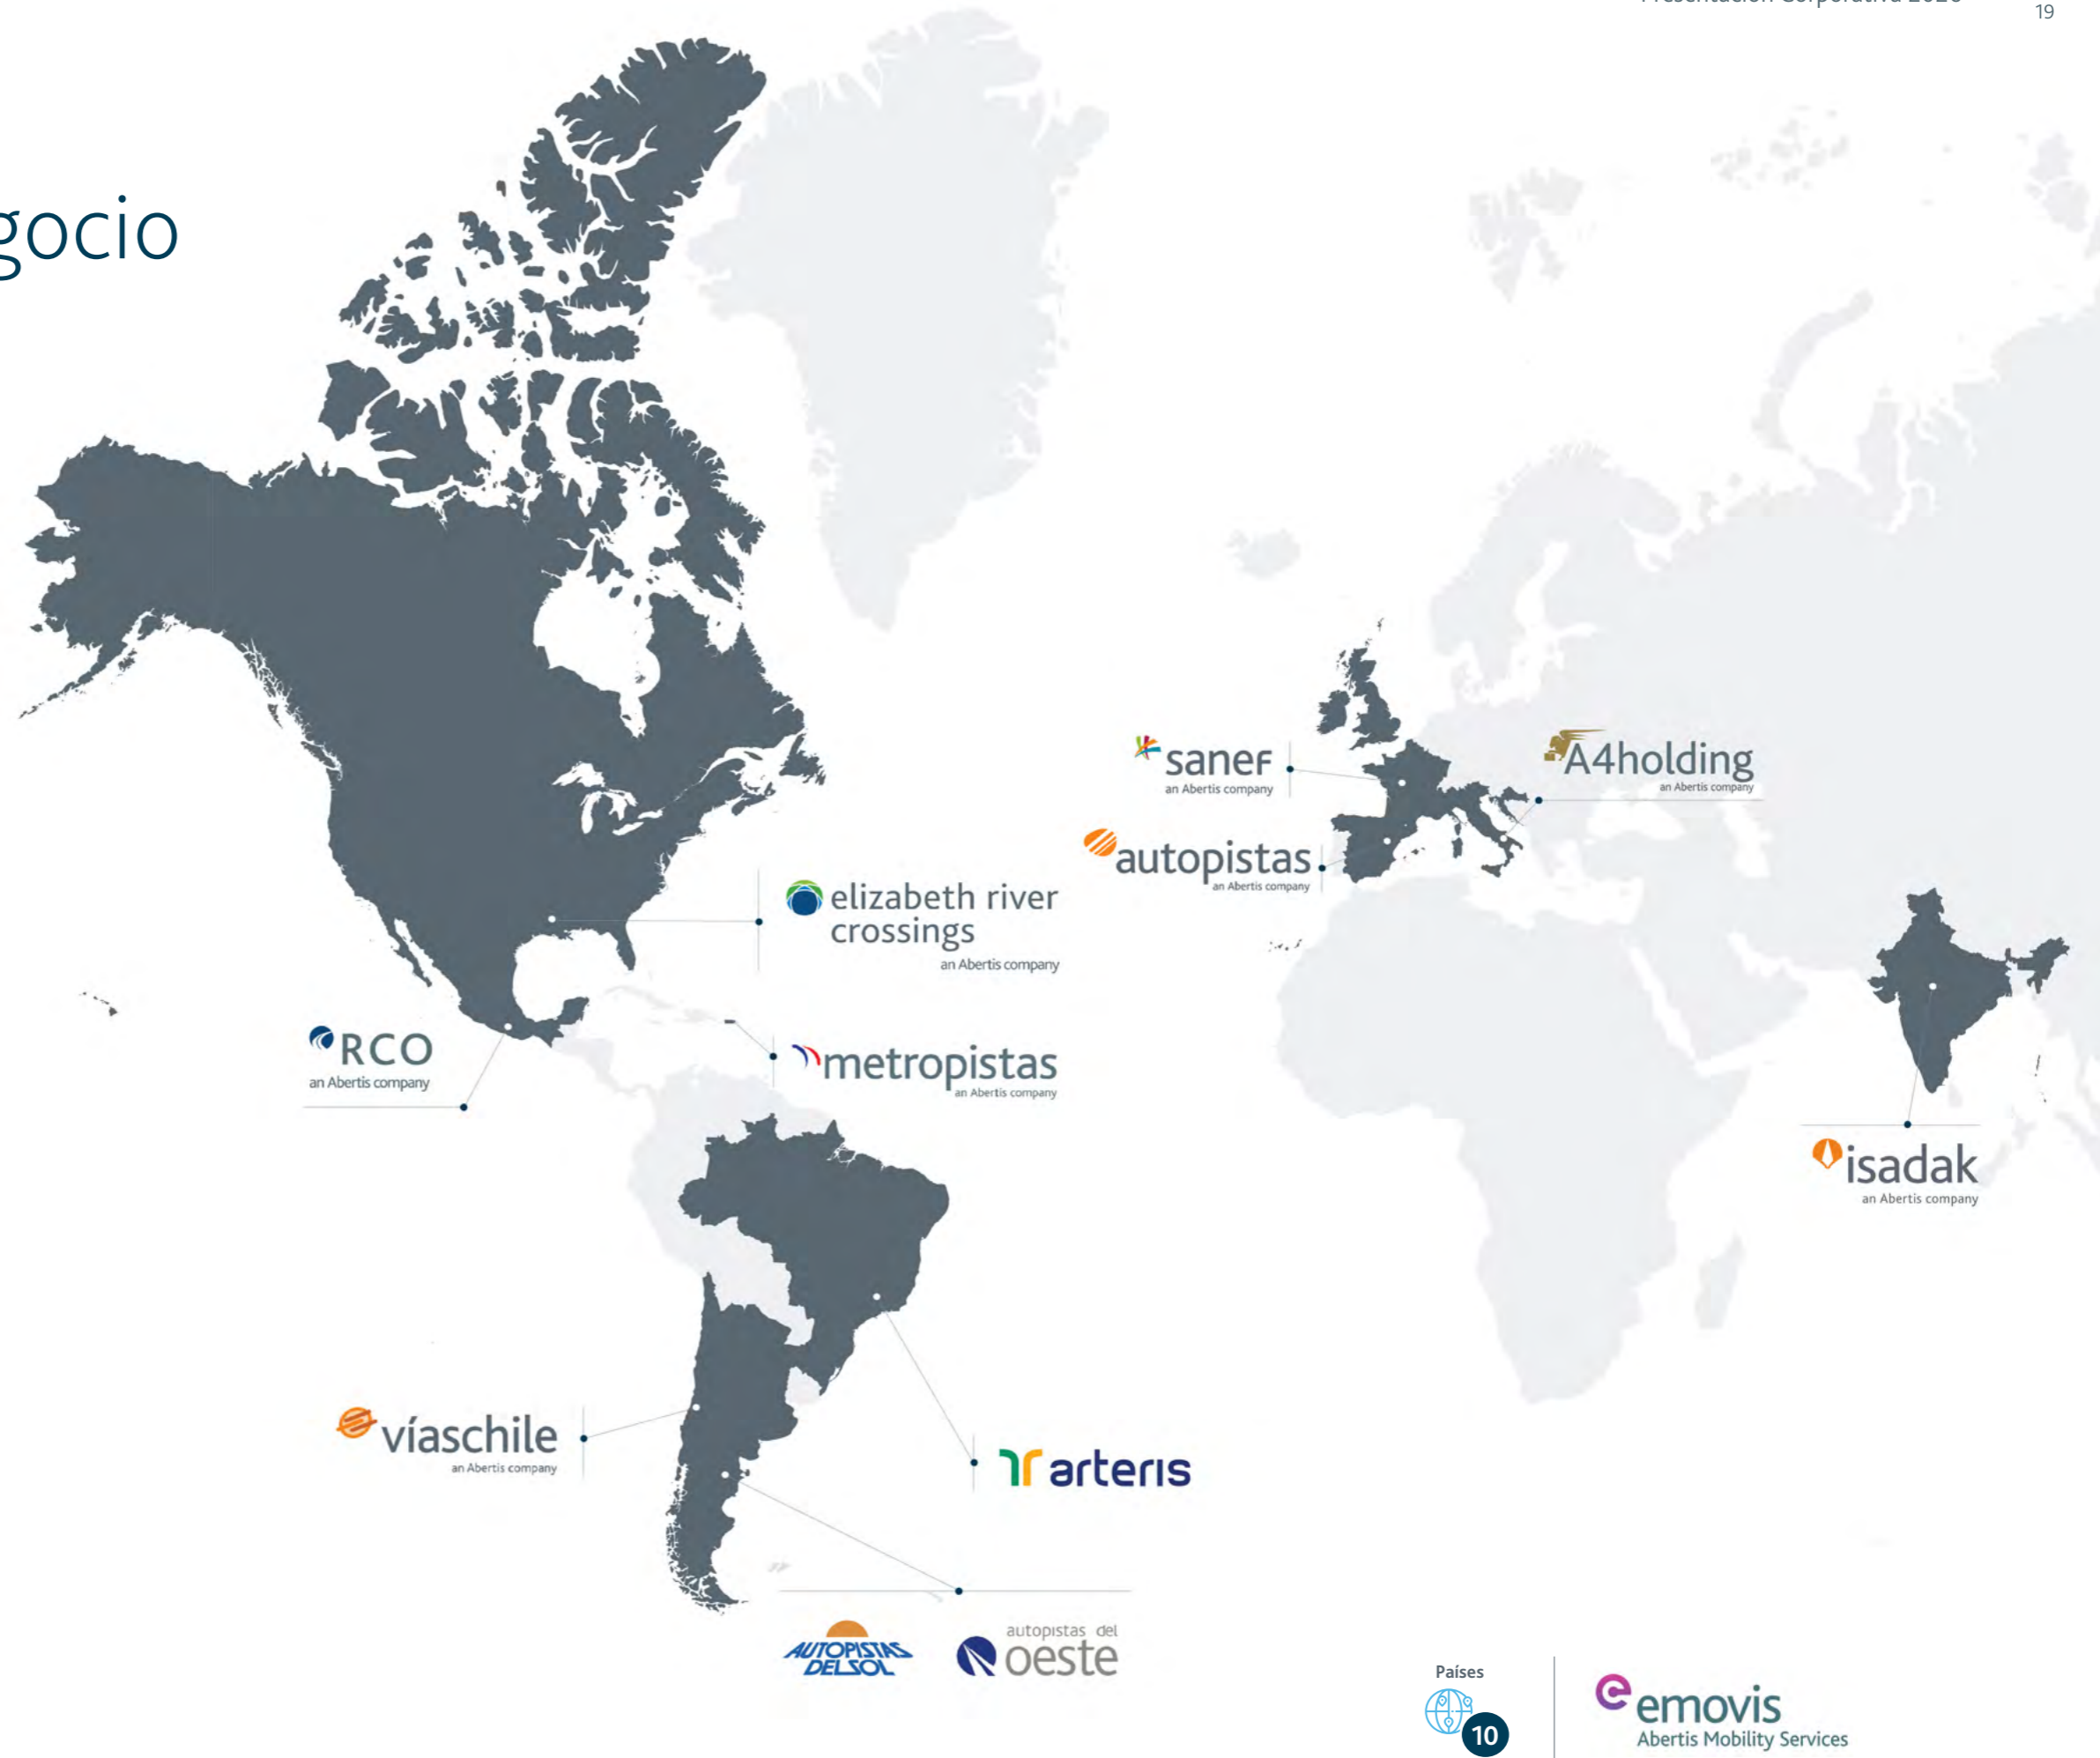 19
gocio
sanef
an Abertis company
A4holding
an Abertis company
autopistas
an Abertis company
elizabeth river
crossings
an Abertis company
RCO
an Abertis company
metropistas
an Abertis company
isadak
an Abertis company
víaschile
an Abertis company
arteris
AUTOPISTAS
DEL SOL
autopistas del
oeste
Países
10
emovis
Abertis Mobility Services